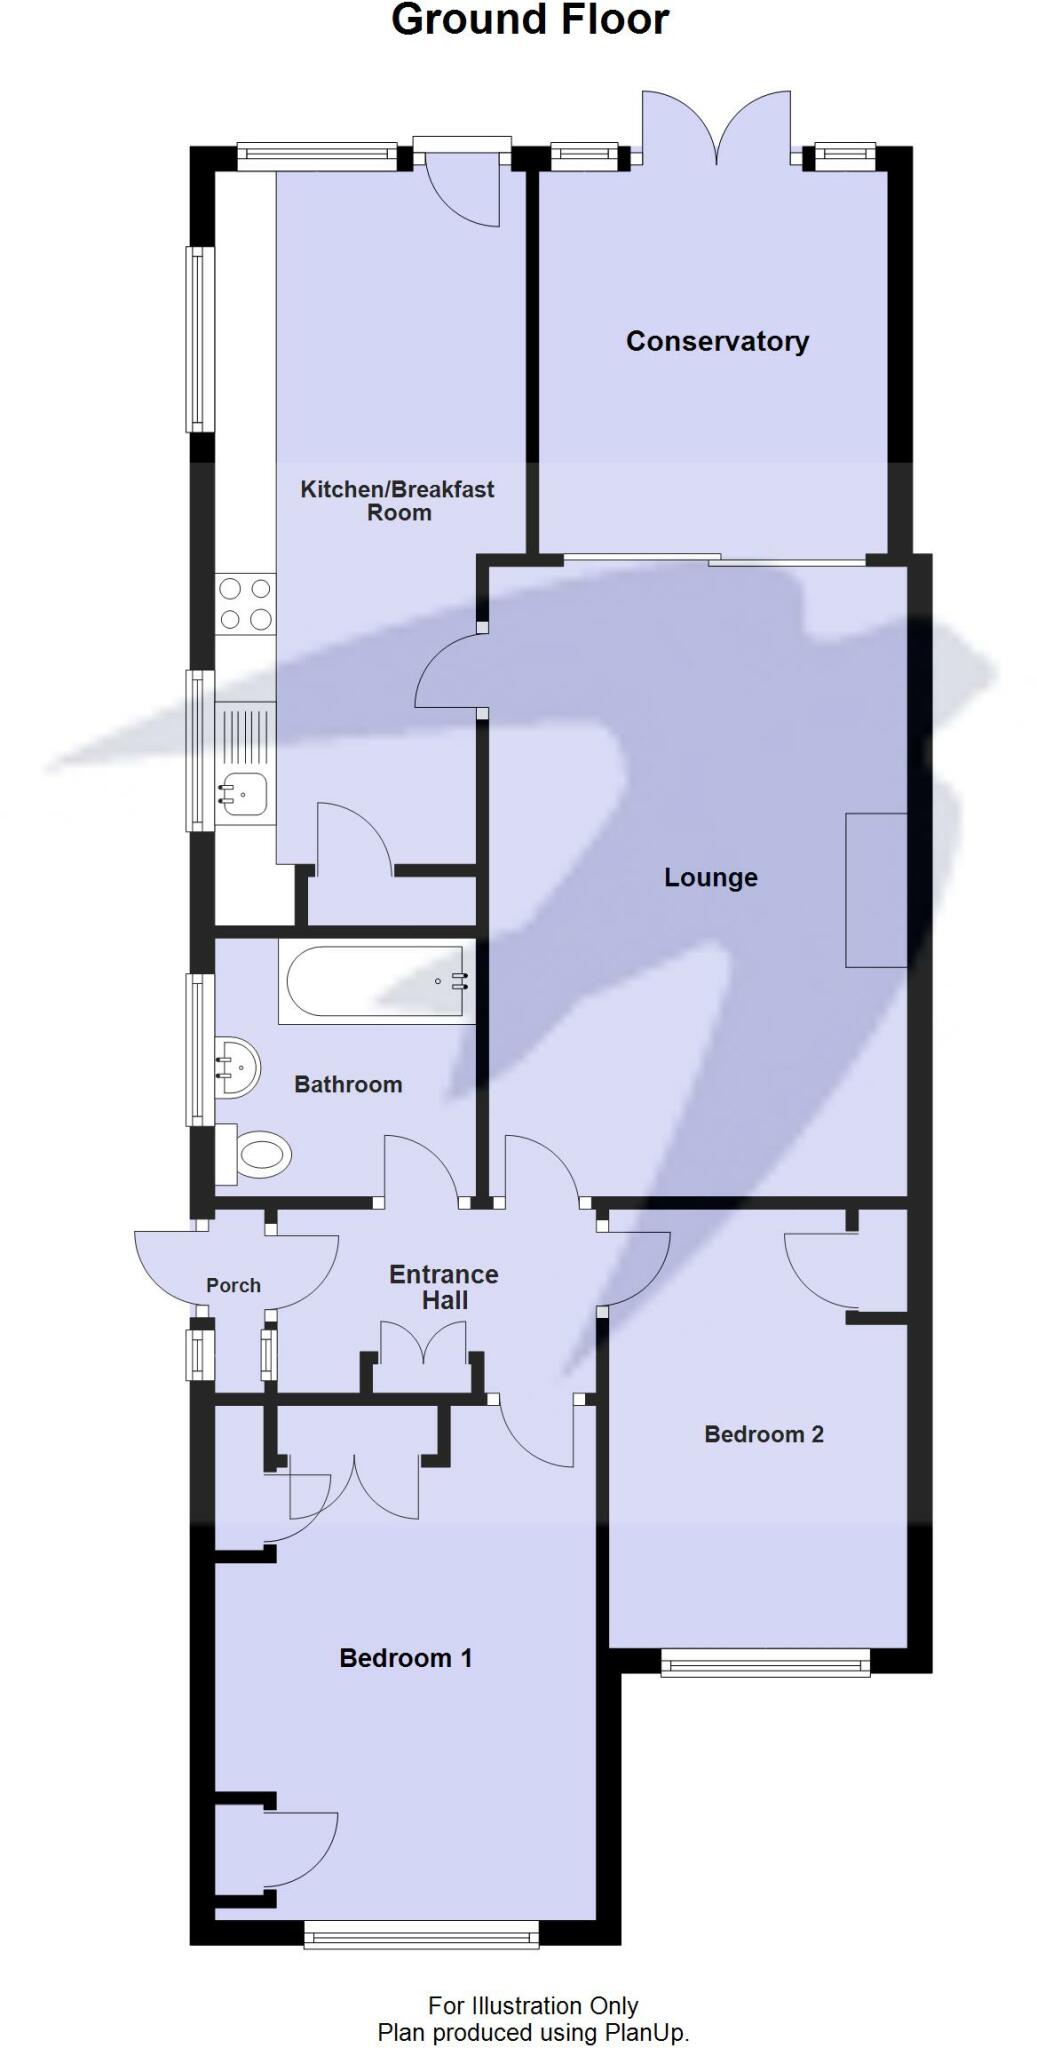 Ground Floor
Conservatory
Kitchen/Breakfast
Room
Lounge
Bathroom
Porch
Entrance
Hall
Bedroom 2
Bedroom 1
For Illustration Only
Plan produced using PlanUp.